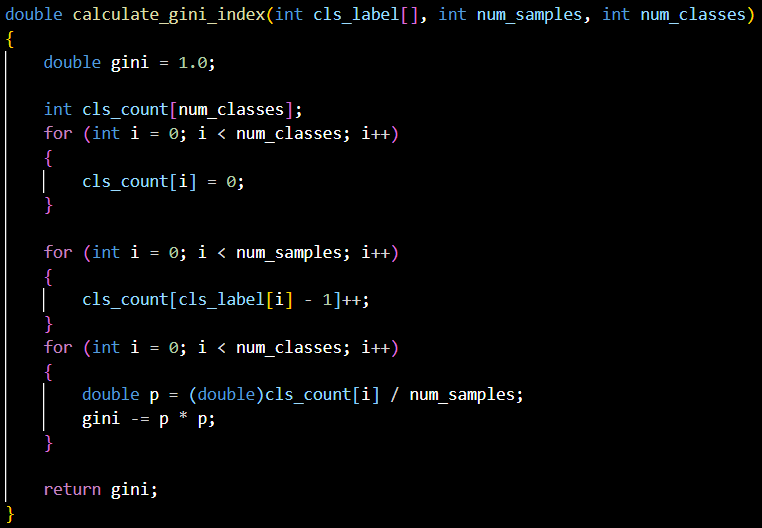 double calculate_gini_index(int cls_label[], int num_samples, int num_classes)
{
    double gini = 1.0;

    int cls_count[num_classes];
    for (int i = 0; i < num_classes; i++)
    {
        cls_count[i] = 0;
    }

    for (int i = 0; i < num_samples; i++)
    {
        cls_count[cls_label[i] - 1]++;
    }
    for (int i = 0; i < num_classes; i++)
    {
        double p = (double)cls_count[i] / num_samples;
        gini -= p * p;
    }

    return gini;
}